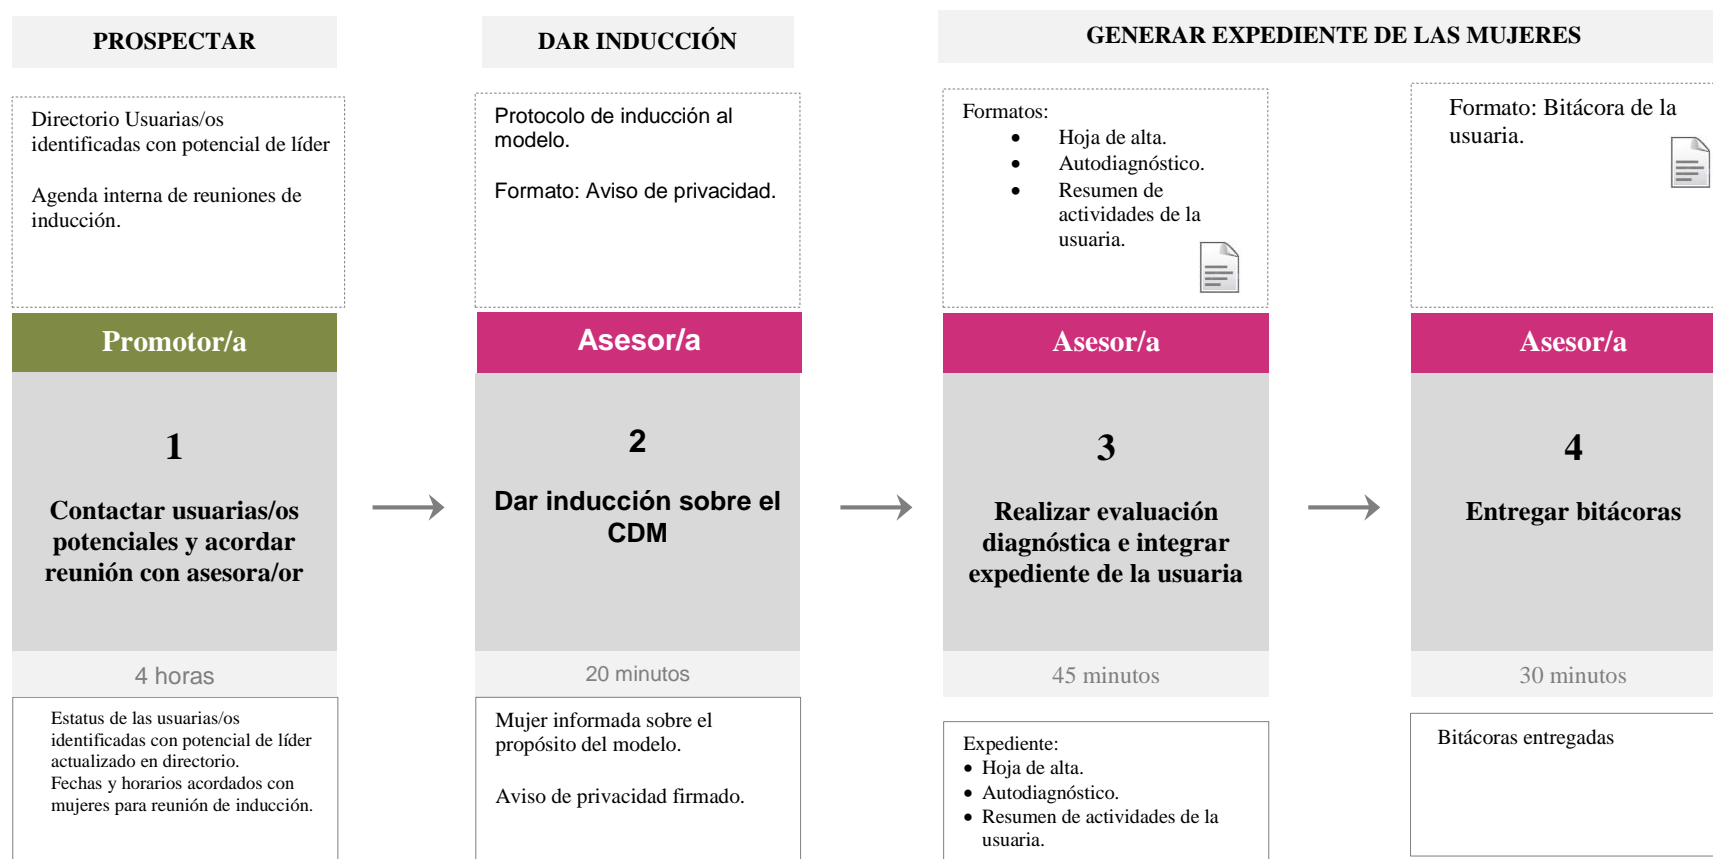 PROSPECTAR
Directorio Usuarias/os
identificadas con potencial de líder
Agenda interna de reuniones de
inducción.
Promotor/a
1
Contactar usuarias/os
potenciales y acordar
reunión con asesora/or
4 horas
Estatus de las usuarias/os
identificadas con potencial de líder
actualizado en directorio.
Fechas y horarios acordados con
mujeres para reunión de inducción.
DAR INDUCCIÓN
Protocolo de inducción al
modelo.
Formato: Aviso de privacidad.
Asesor/a
2
Dar inducción sobre el
CDM
20 minutos
Mujer informada sobre el
propósito del modelo.
Aviso de privacidad firmado.
GENERAR EXPEDIENTE DE LAS MUJERES
Formatos:
• Hoja de alta.
• Autodiagnóstico.
• Resumen de
actividades de la
usuaria.
Asesor/a
3
Realizar evaluación
diagnóstica e integrar
expediente de la usuaria
45 minutos
Expediente:
• Hoja de alta.
• Autodiagnóstico.
• Resumen de actividades de la
usuaria.
Formato: Bitácora de la
usuaria.
Asesor/a
4
Entregar bitácoras
30 minutos
Bitácoras entregadas